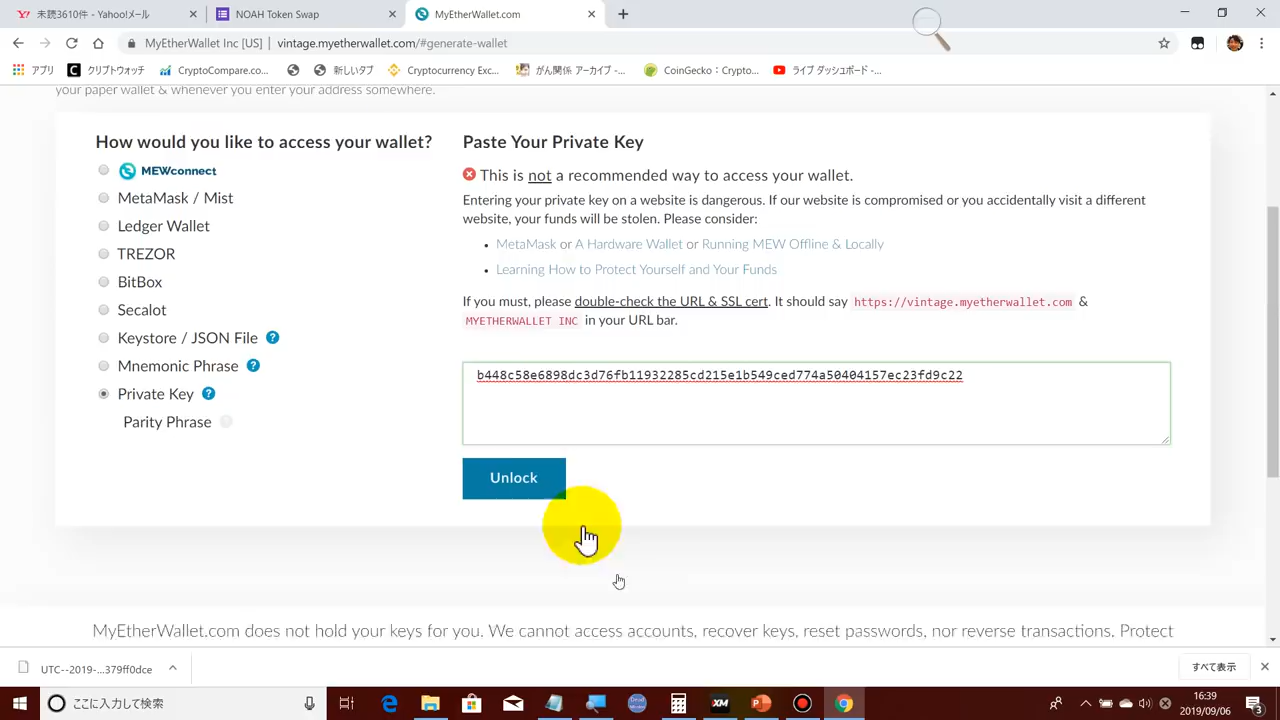 未読3610件 - Yahoo!メール
NOAH Token Swap
MyEtherWallet.com
MyEtherWallet Inc [US]
vintage.myetherwallet.com/#generate-wallet
アプリ
クリプトウォッチ
CryptoCompare.co...
新しいタブ
Cryptocurrency Exc...
がん関係 アーカイブ -...
CoinGecko：Crypto...
ライブ ダッシュボード -...
your paper wallet & whenever you enter your address somewhere.
How would you like to access your wallet?
MEWconnect
MetaMask / Mist
Ledger Wallet
TREZOR
BitBox
Secalot
Keystore / JSON File ?
Mnemonic Phrase ?
Private Key ?
Parity Phrase
Paste Your Private Key
This is not a recommended way to access your wallet.
Entering your private key on a website is dangerous. If our website is compromised or you accidentally visit a different
website, your funds will be stolen. Please consider:
MetaMask or A Hardware Wallet or Running MEW Offline & Locally
Learning How to Protect Yourself and Your Funds
If you must, please double-check the URL & SSL cert. It should say https://vintage.myetherwallet.com &
MYETHERWALLET INC in your URL bar.
b448c58e6898dc3d76fb11932285cd215e1b549ced774a50404157ec23fd9c22
Unlock
MyEtherWallet.com does not hold your keys for you. We cannot access accounts, recover keys, reset passwords, nor reverse transactions. Protect
UTC--2019-...379ff0dce
すべて表示
ここに入力して検索
XM
16:39
2019/09/06
3